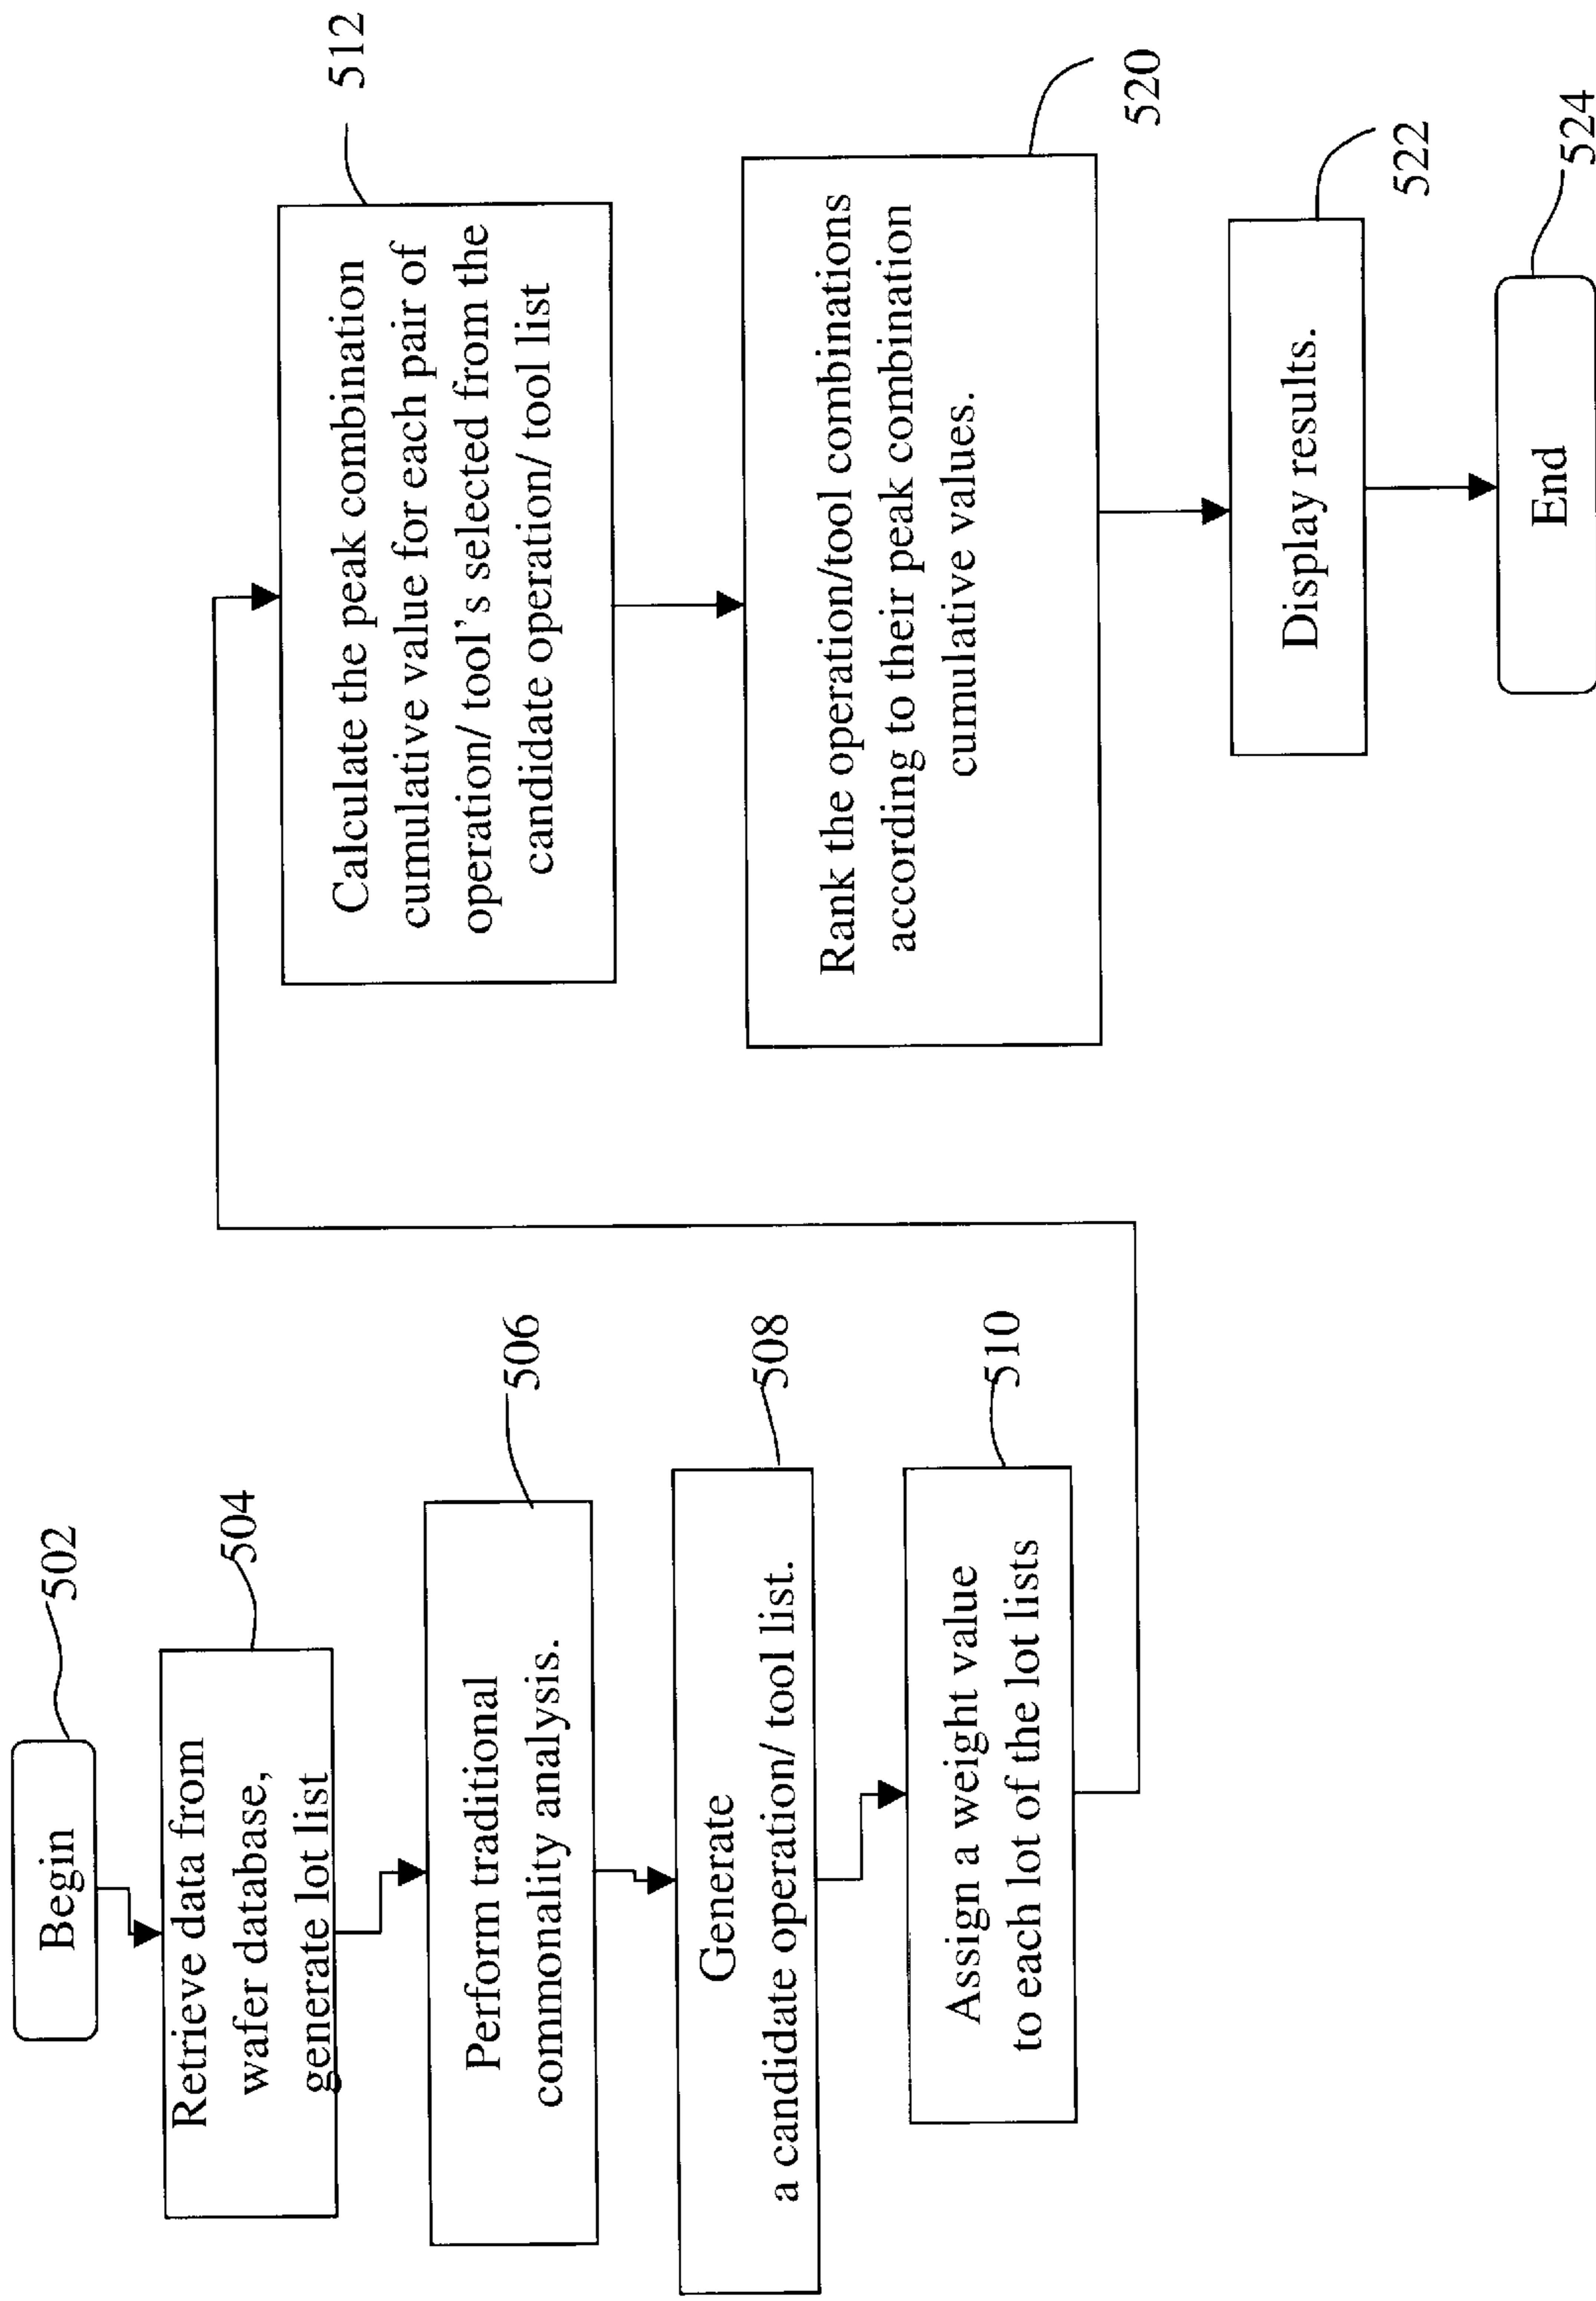 Begin
502
Retrieve data from
wafer database,
generate lot list
504
Perform traditional
commonality analysis.
506
Generate
a candidate operation/ tool list.
508
Assign a weight value
to each lot of the lot lists
510
Calculate the peak combination
cumulative value for each pair of
operation/ tool's selected from the
candidate operation/ tool list
512
Rank the operation/tool combinations
according to their peak combination
cumulative values.
520
Display results.
522
End
524